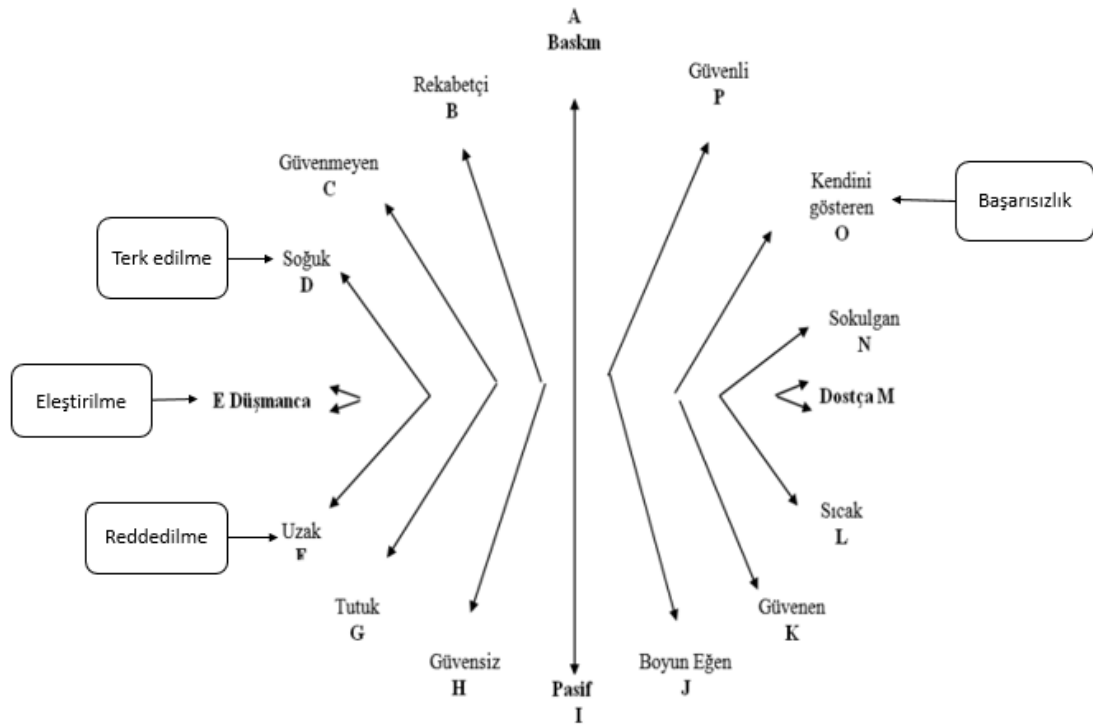 A
Baskın
Güvenli
P
Rekabetçi
B
Güvenmeyen
C
Kendini
gösteren
O
Başarısızlık
Terk edilme
Soğuk
D
Sokulgan
N
Eleştirilme
E Düşmanca
Dostça M
Reddedilme
Uzak
F
Sıcak
L
Tutuk
G
Güvenen
K
Güvensiz
H
Pasif
I
Boyun Eğen
J